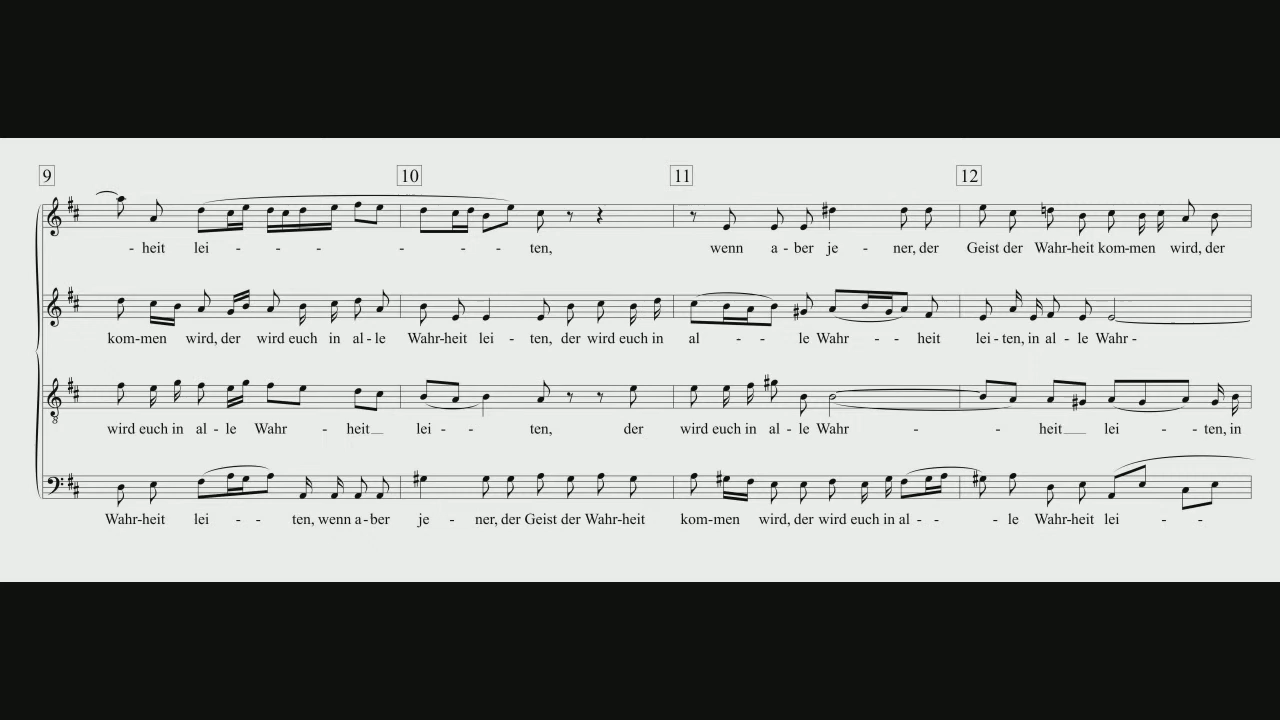 9 10 11 12
- heit lei - - - - - - - ten, wenn a - ber je - ner, der Geist der Wahr-heit kom-men wird, der
kom-men wird, der wird euch in al - le Wahr-heit lei - ten, der wird euch in al - - le Wahr - - heit lei - ten, in al - le Wahr -
wird euch in al - le Wahr - heit__ lei - - ten, der wird euch in al - le Wahr - - heit___ lei - - ten, in
Wahr-heit lei - - ten, wenn a-ber je - ner, der Geist der Wahr-heit kom-men wird, der wird euch in al - - - le Wahr-heit lei - -